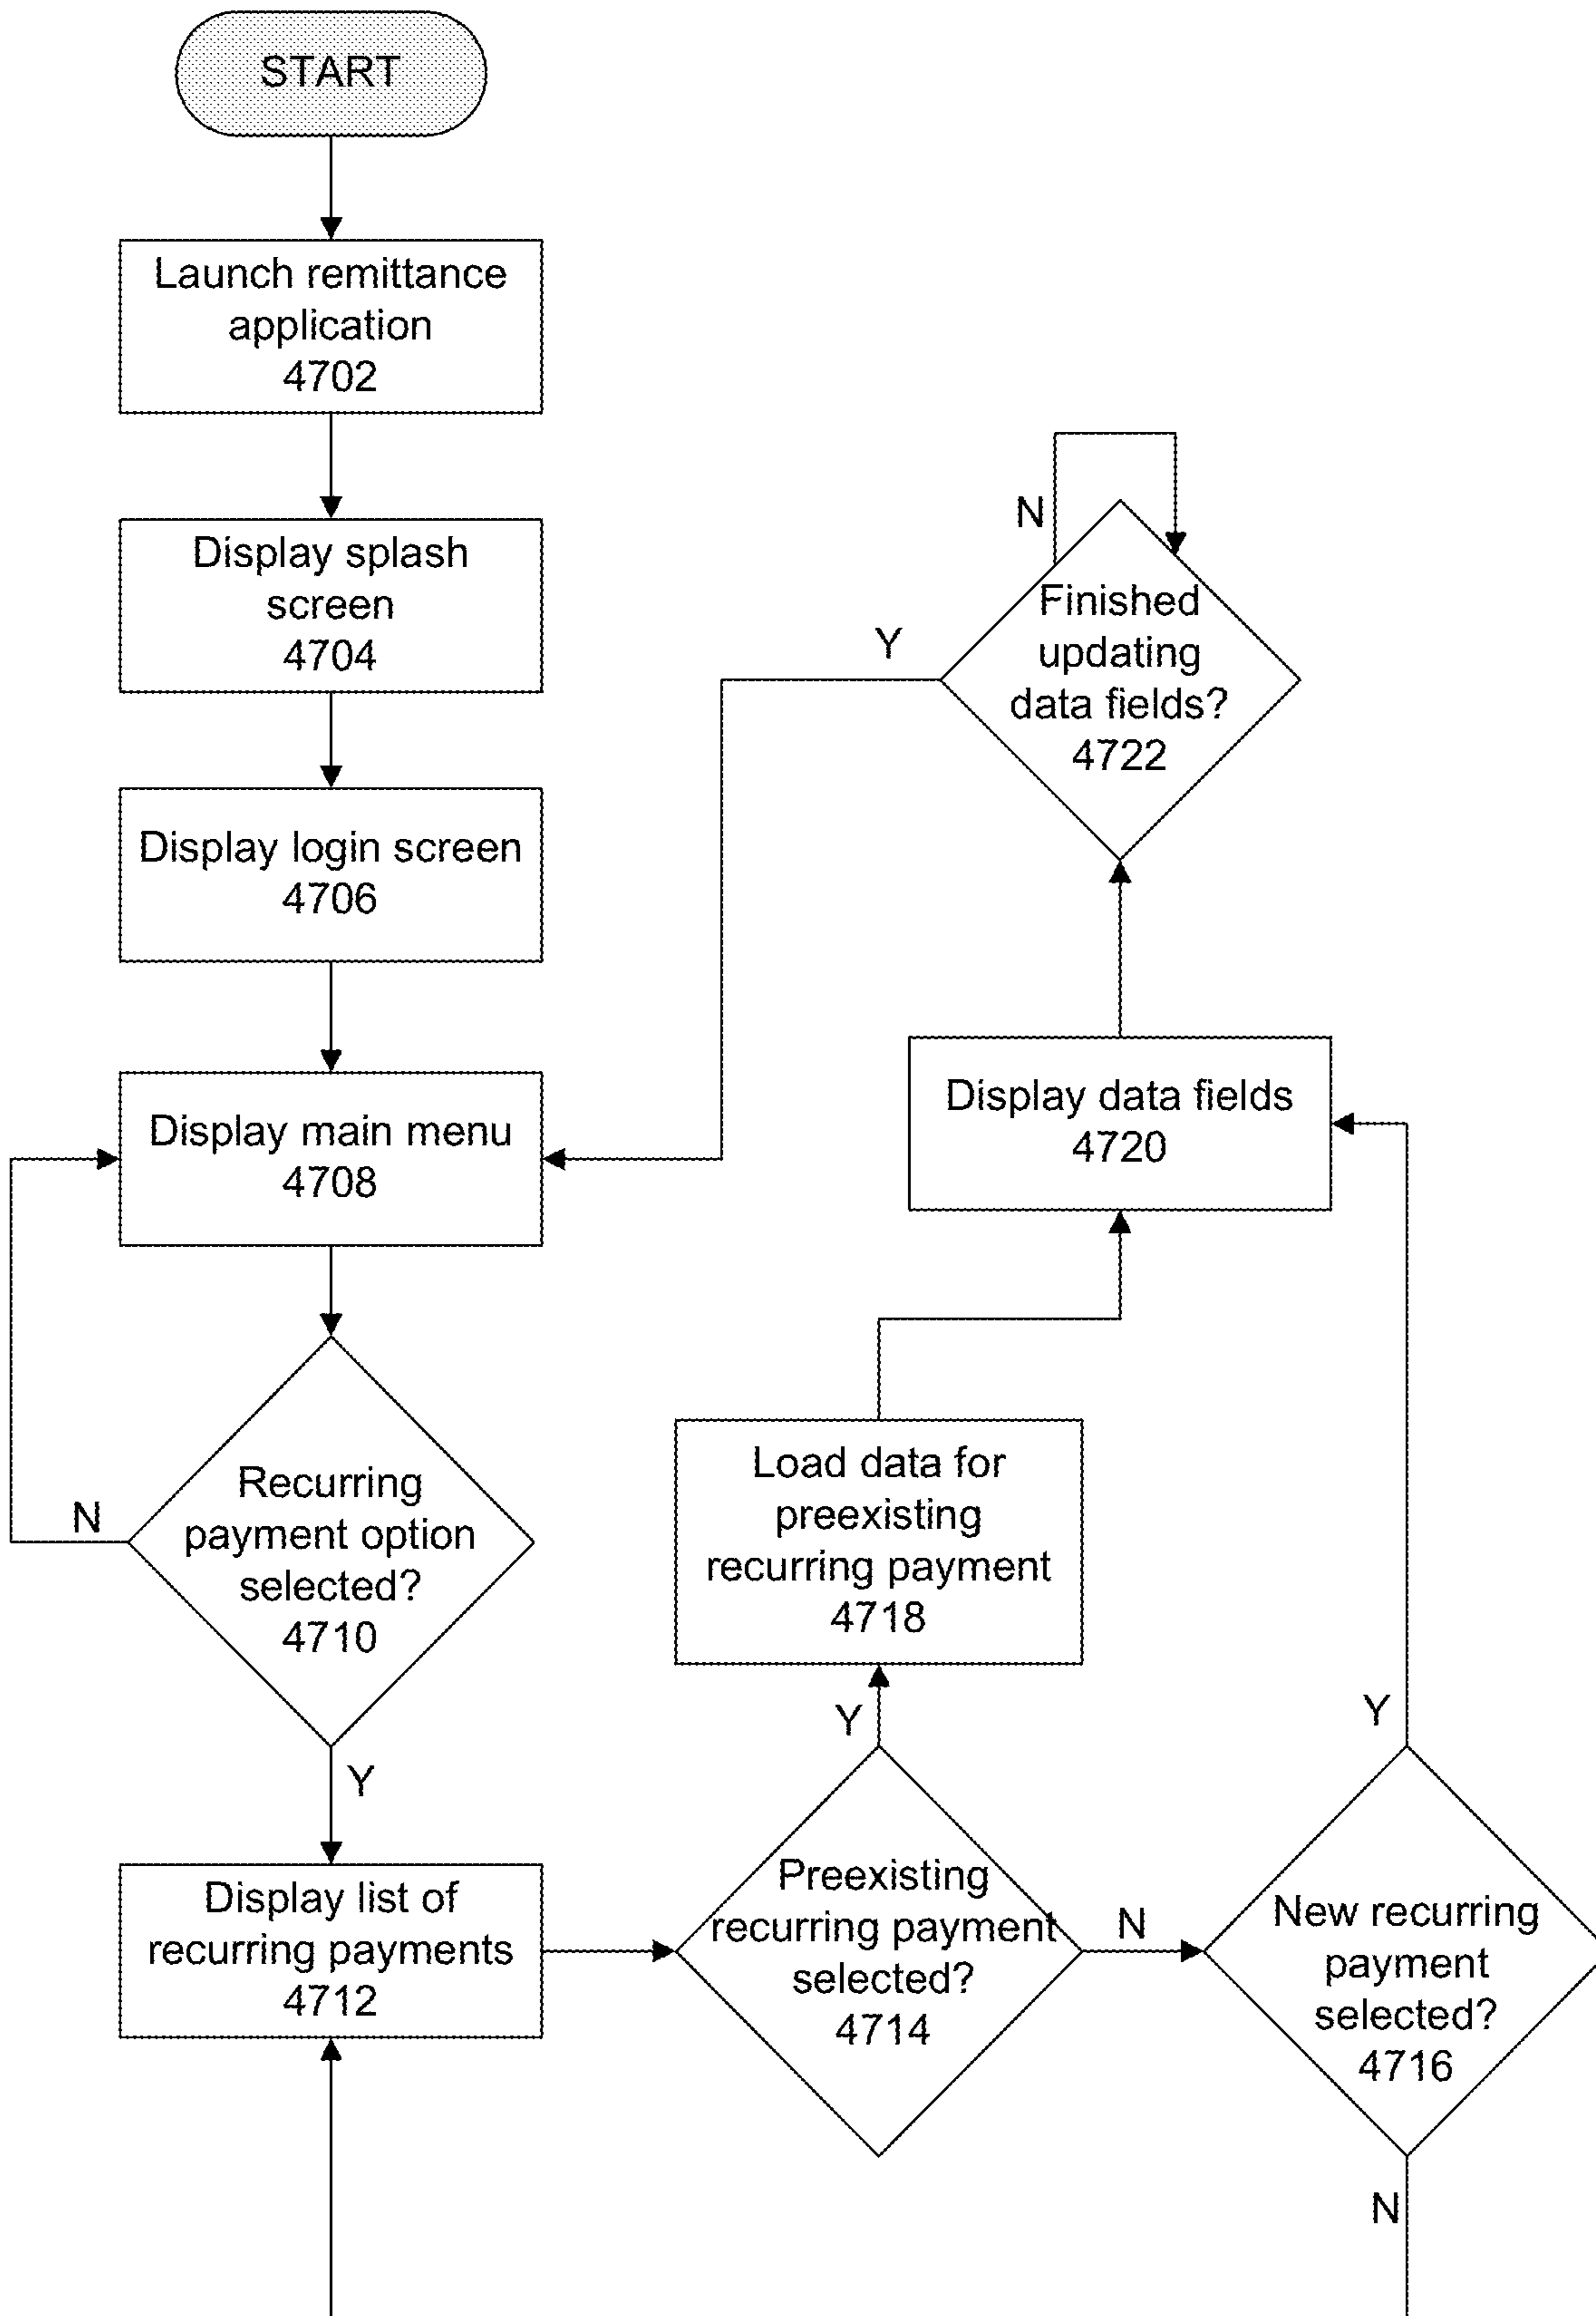 START
Launch remittance
application
4702
Display splash
screen
4704
Display login screen
4706
Display main menu
4708
N
Recurring
payment option
selected?
4710
Y
Display list of
recurring payments
4712
Preexisting
recurring payment
selected?
4714
Y
N
New recurring
payment
selected?
4716
Y
N
Load data for
preexisting
recurring payment
4718
Display data fields
4720
Finished
updating
data fields?
4722
N
Y